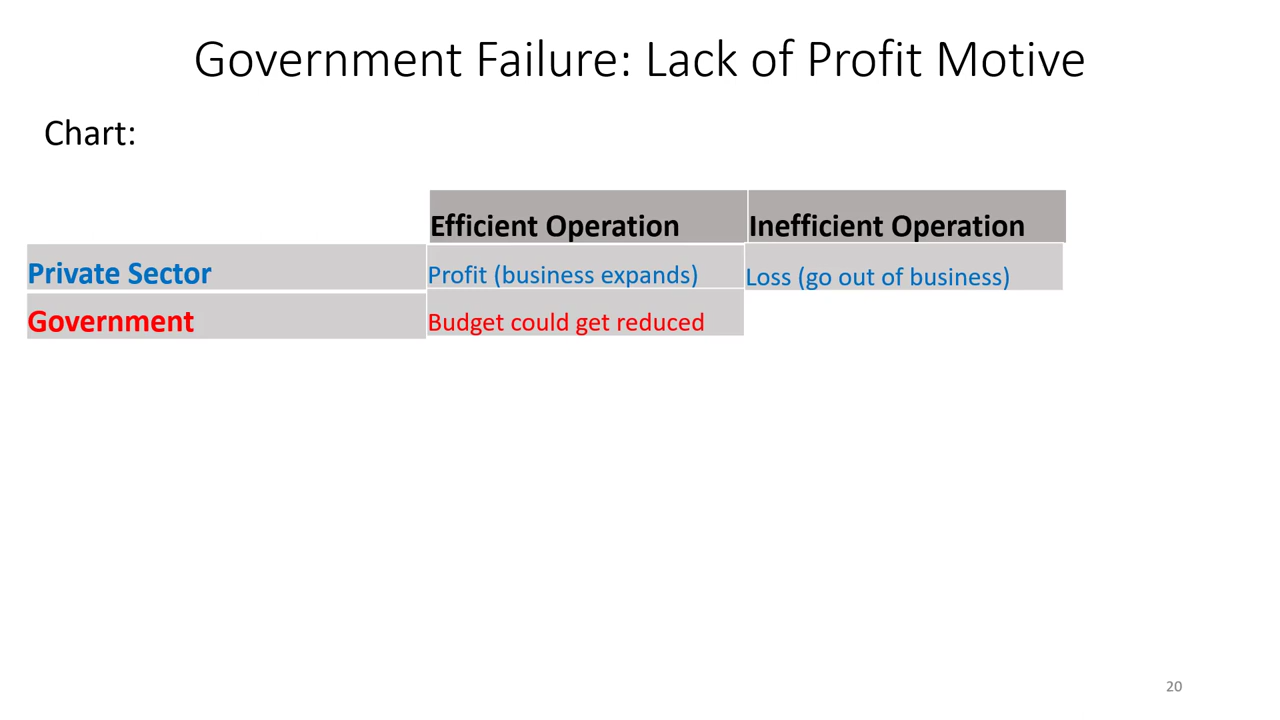 Government Failure: Lack of Profit Motive
Chart:
Efficient Operation Inefficient Operation
Private Sector Profit (business expands) Loss (go out of business)
Government Budget could get reduced
20